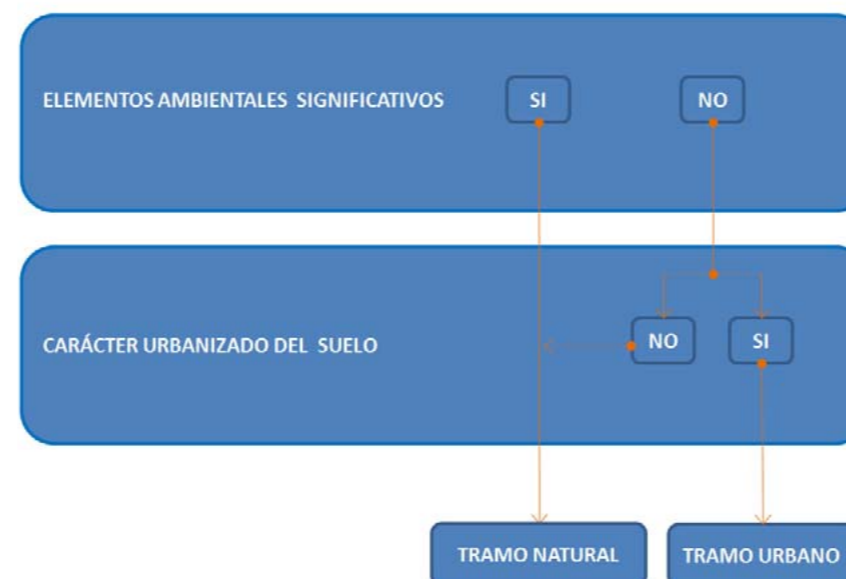 ELEMENTOS AMBIENTALES SIGNIFICATIVOS SI NO
CARÁCTER URBANIZADO DEL SUELO NO SI
TRAMO NATURAL TRAMO URBANO